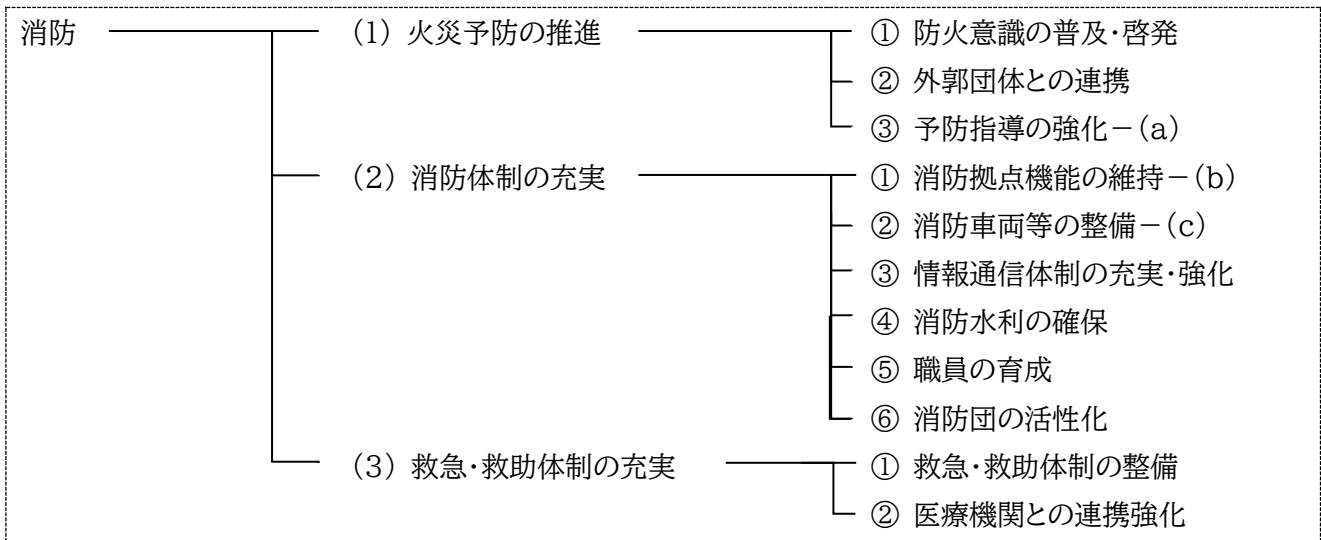 消防 (1) 火災予防の推進 ① 防火意識の普及・啓発
② 外郭団体との連携
③ 予防指導の強化－(a)
(2) 消防体制の充実 ① 消防拠点機能の維持－(b)
② 消防車両等の整備－(c)
③ 情報通信体制の充実・強化
④ 消防水利の確保
⑤ 職員の育成
⑥ 消防団の活性化
(3) 救急・救助体制の充実 ① 救急・救助体制の整備
② 医療機関との連携強化